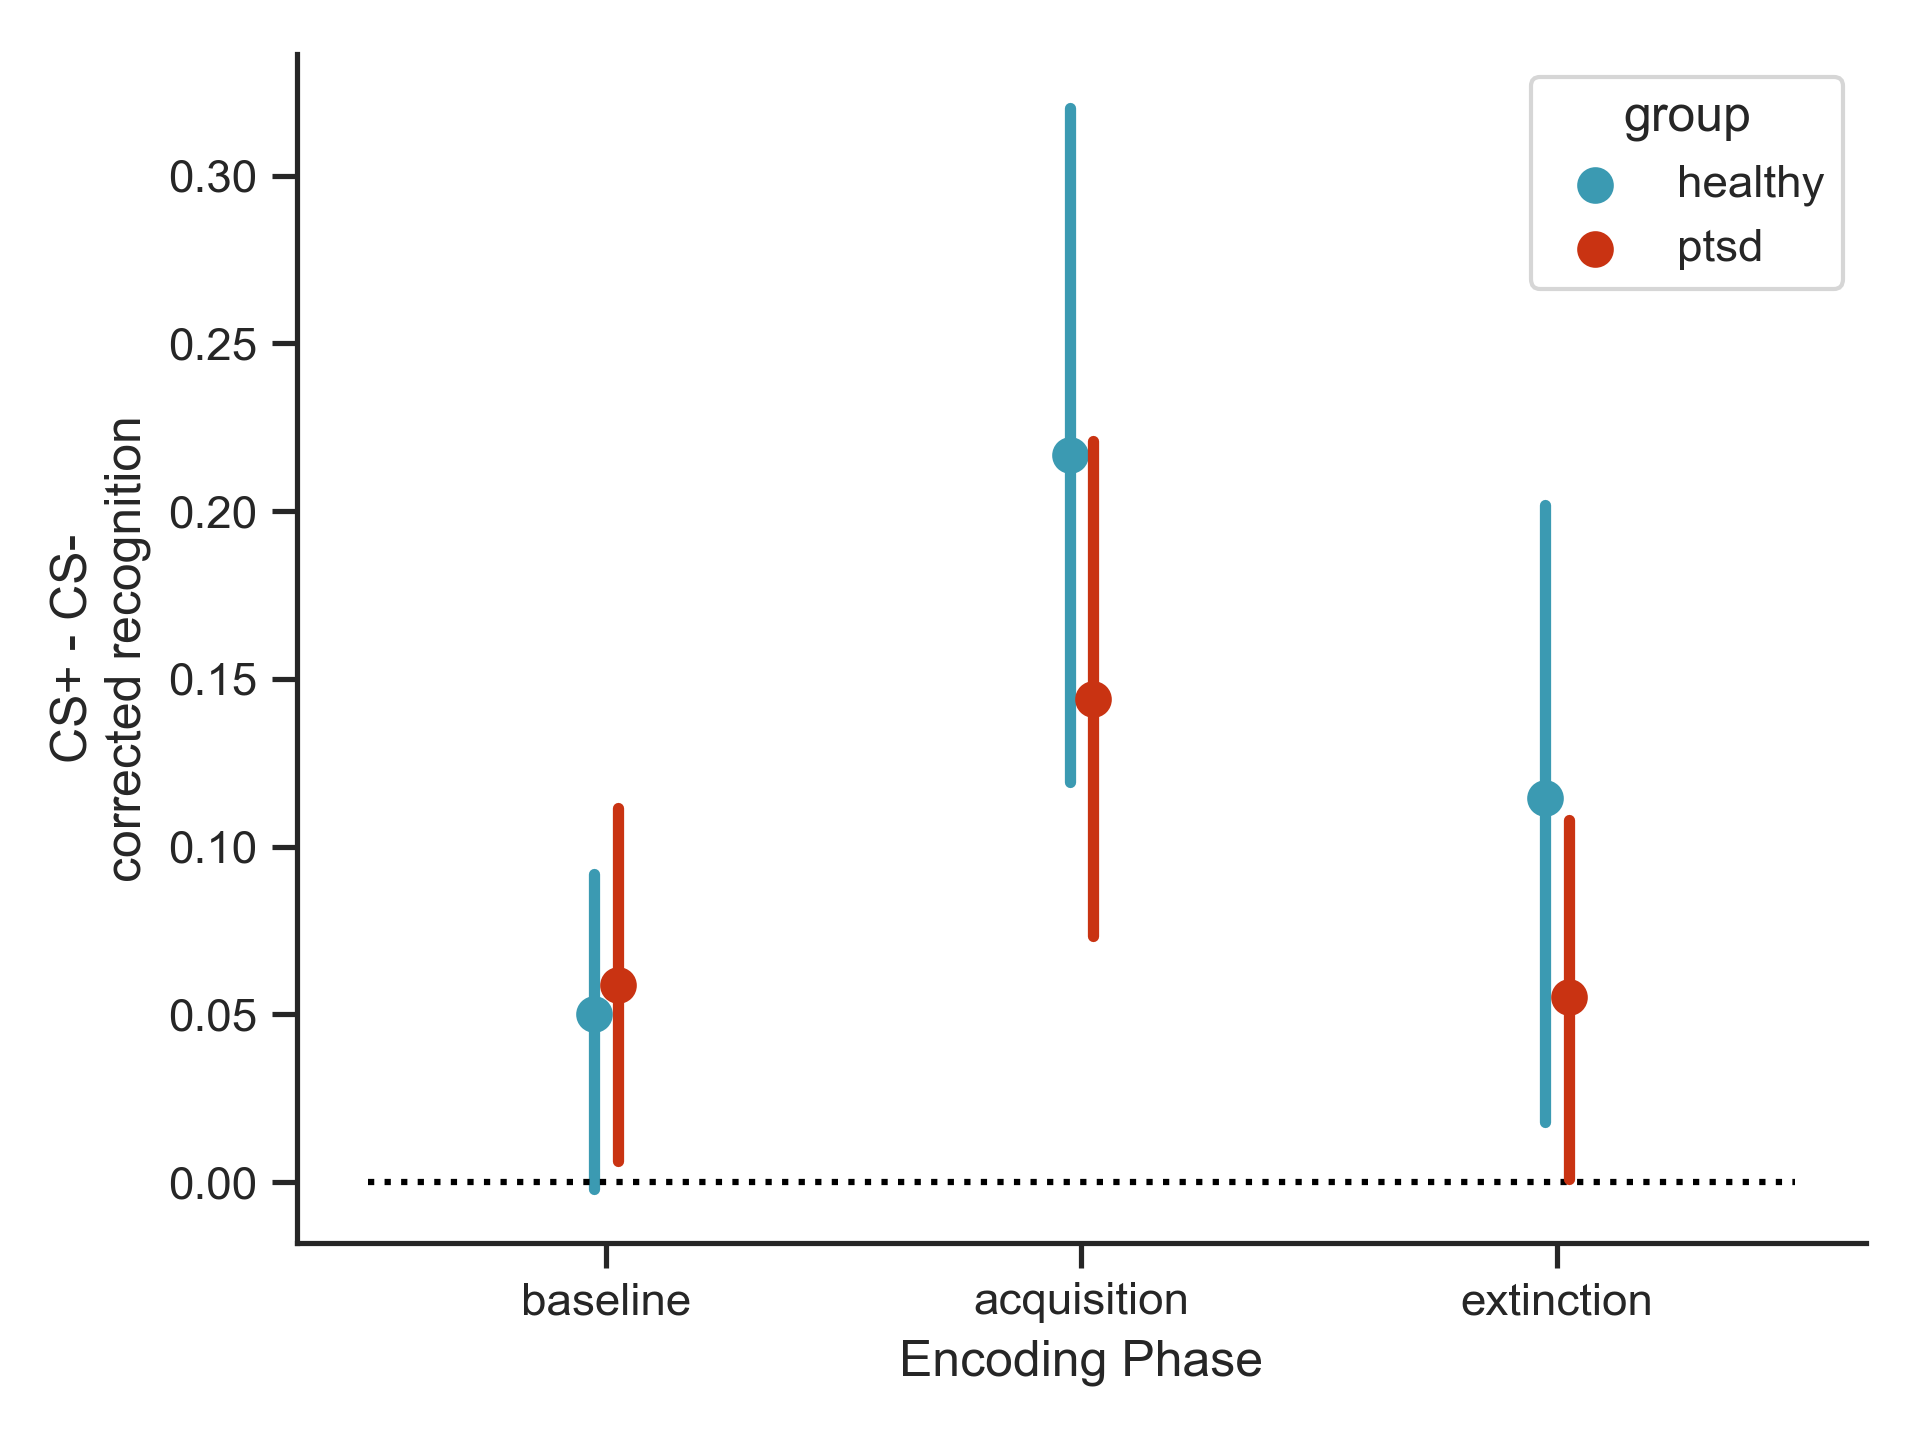 CS+ - CS-
corrected recognition
0.30
0.25
0.20
0.15
0.10
0.05
0.00
group
healthy
ptsd
baseline
acquisition
extinction
Encoding Phase